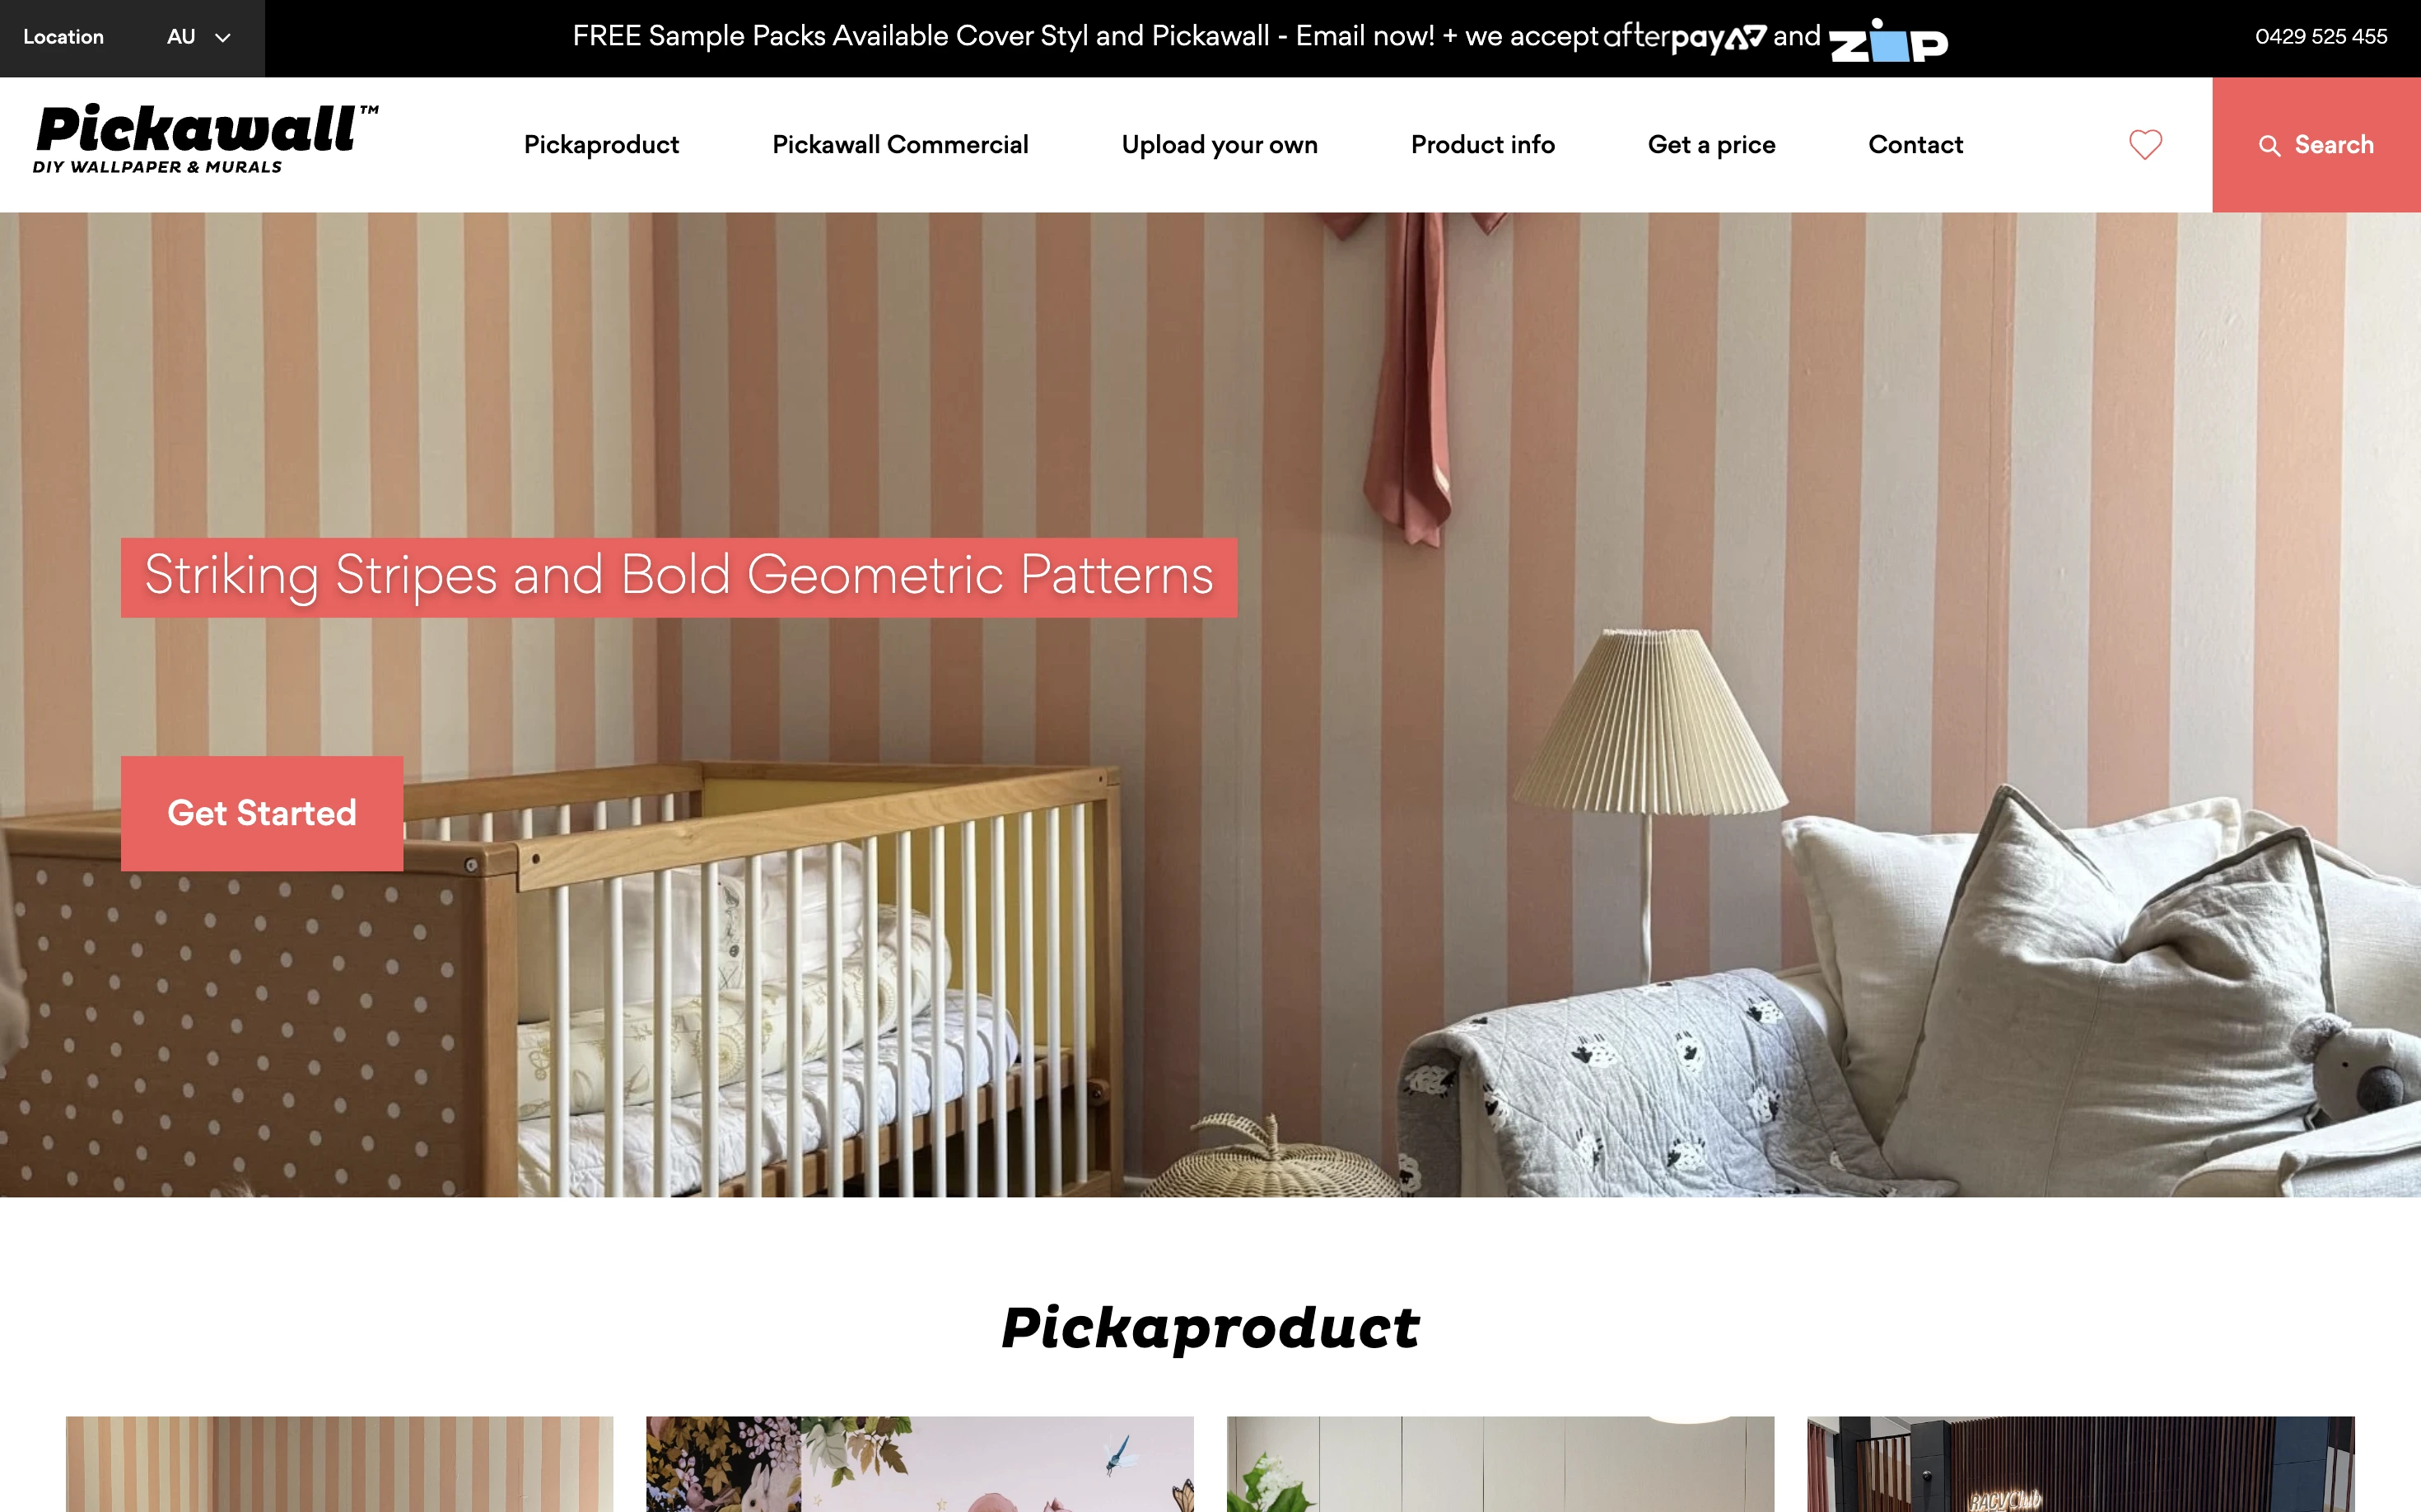 Location AU
FREE Sample Packs Available Cover Styl and Pickawall - Email now! + we accept afterpay and zip
0429 525 455
Pickawall™
DIY WALLPAPER & MURALS
Pickaproduct
Pickawall Commercial
Upload your own
Product info
Get a price
Contact
Search
Striking Stripes and Bold Geometric Patterns
Get Started
Pickaproduct
RACV Club